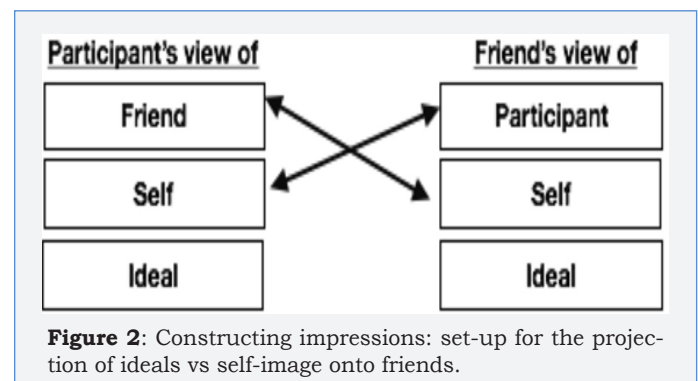 Participant's view of
Friend's view of
Friend
Participant
Self
Self
Ideal
Ideal
Figure 2: Constructing impressions: set-up for the projec-
tion of ideals vs self-image onto friends.